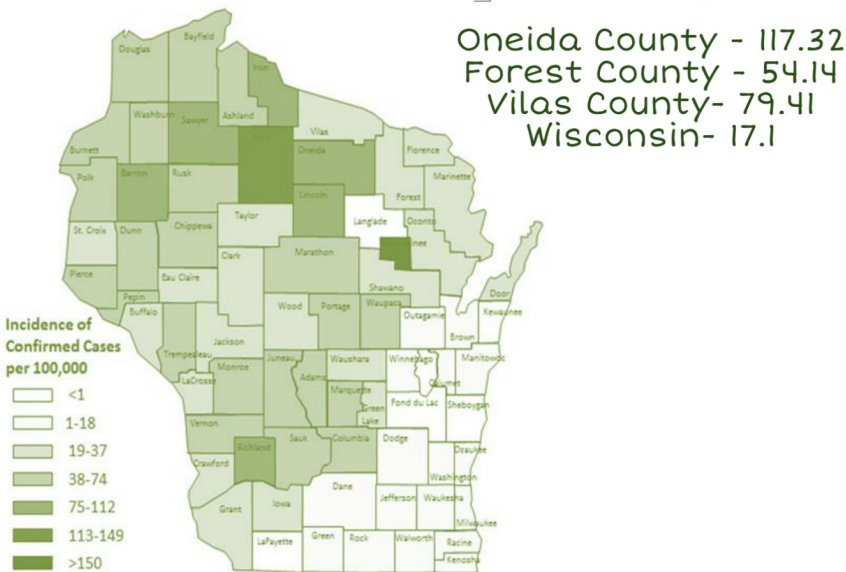 Oneida County - 117.32
Forest County - 54.14
Vilas County- 79.41
Wisconsin- 17.1
Douglas
Bayfield
Iron
Ashland
Washburn
Sawyer
Vilas
Burnett
Oneida
Florence
Polk
Barron
Rusk
Marinette
Lincoln
Forest
Taylor
Langlade
Oconto
Chippewa
St. Croix
Dunn
Clark
Marathon
inee
Pierce
Eau Claire
Shawano
Pepin
Door
Buffalo
Wood
Portage
Waupaca
Outagamie
Kewaunee
Brown
Jackson
Trempealeau
Juneau
Waushara
Winnebago
Manitowoc
Monroe
Adams
LaCrosse
Marquette
Calumet
Green
Lake
Fond du Lac
Sheboygan
Vernon
Sauk
Columbia
Dodge
Richland
Ozaukee
Crawford
Washington
Dane
Grant
Iowa
Jefferson
Waukesha
Milwaukee
LaFayette
Green
Rock
Walworth
Racine
Kenosha
Incidence of
Confirmed Cases
per 100,000
<1
1-18
19-37
38-74
75-112
113-149
>150